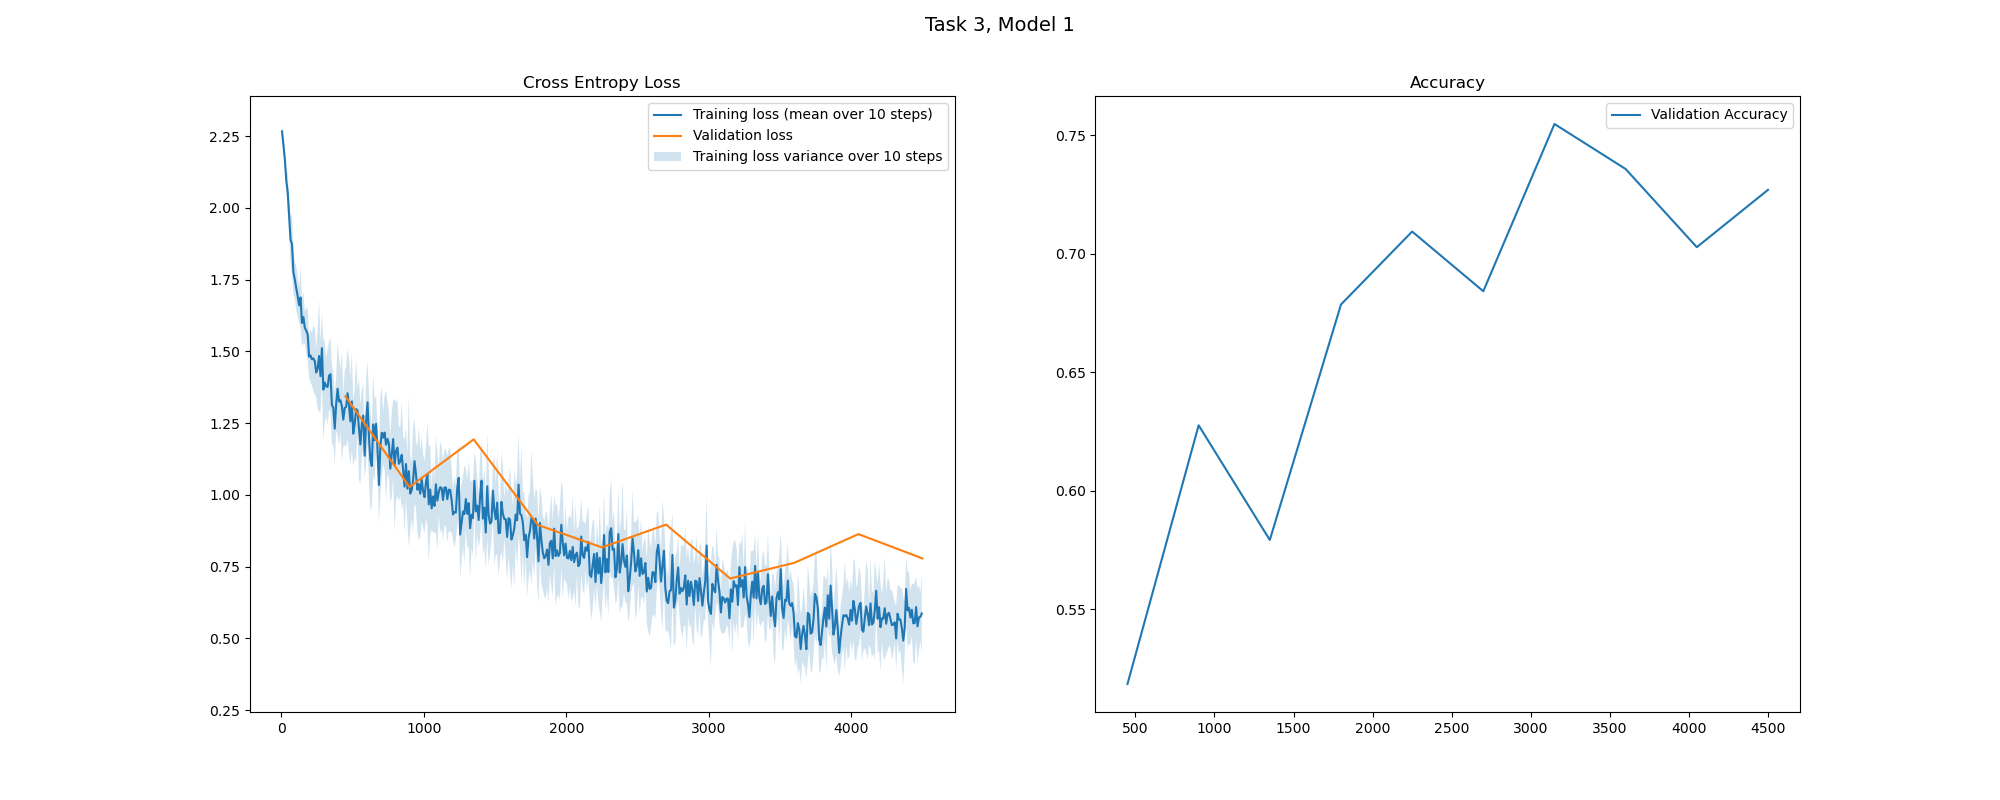 Task 3, Model 1
Cross Entropy Loss
Training loss (mean over 10 steps)
Validation loss
Training loss variance over 10 steps
2.25
2.00
1.75
1.50
1.25
1.00
0.75
0.50
0.25
0 1000 2000 3000 4000
Accuracy
Validation Accuracy
0.75
0.70
0.65
0.60
0.55
500 1000 1500 2000 2500 3000 3500 4000 4500